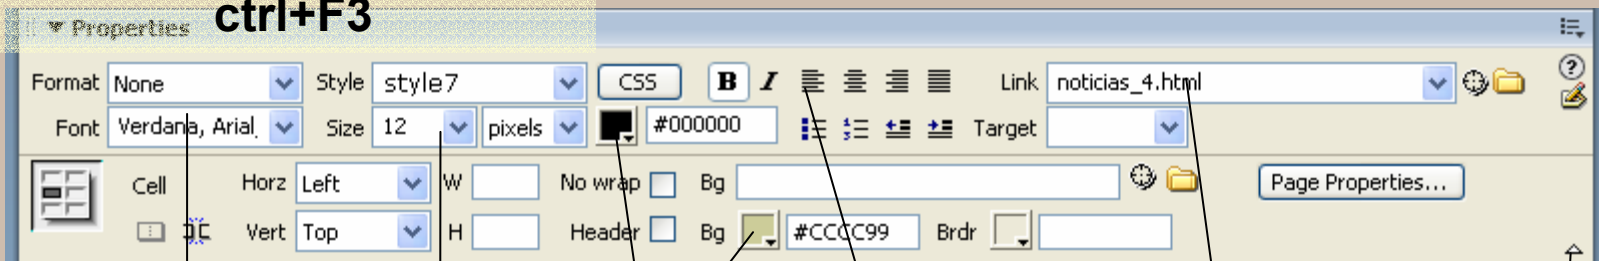 ctrl+F3
Properties
Format None Style style7 CSS B I Link noticias_4.html ?
Font Verdana, Arial, Size 12 pixels #000000 Target
Cell Horz Left W No wrap Bg Page Properties...
Vert Top H Header Bg #CCCC99 Brdr